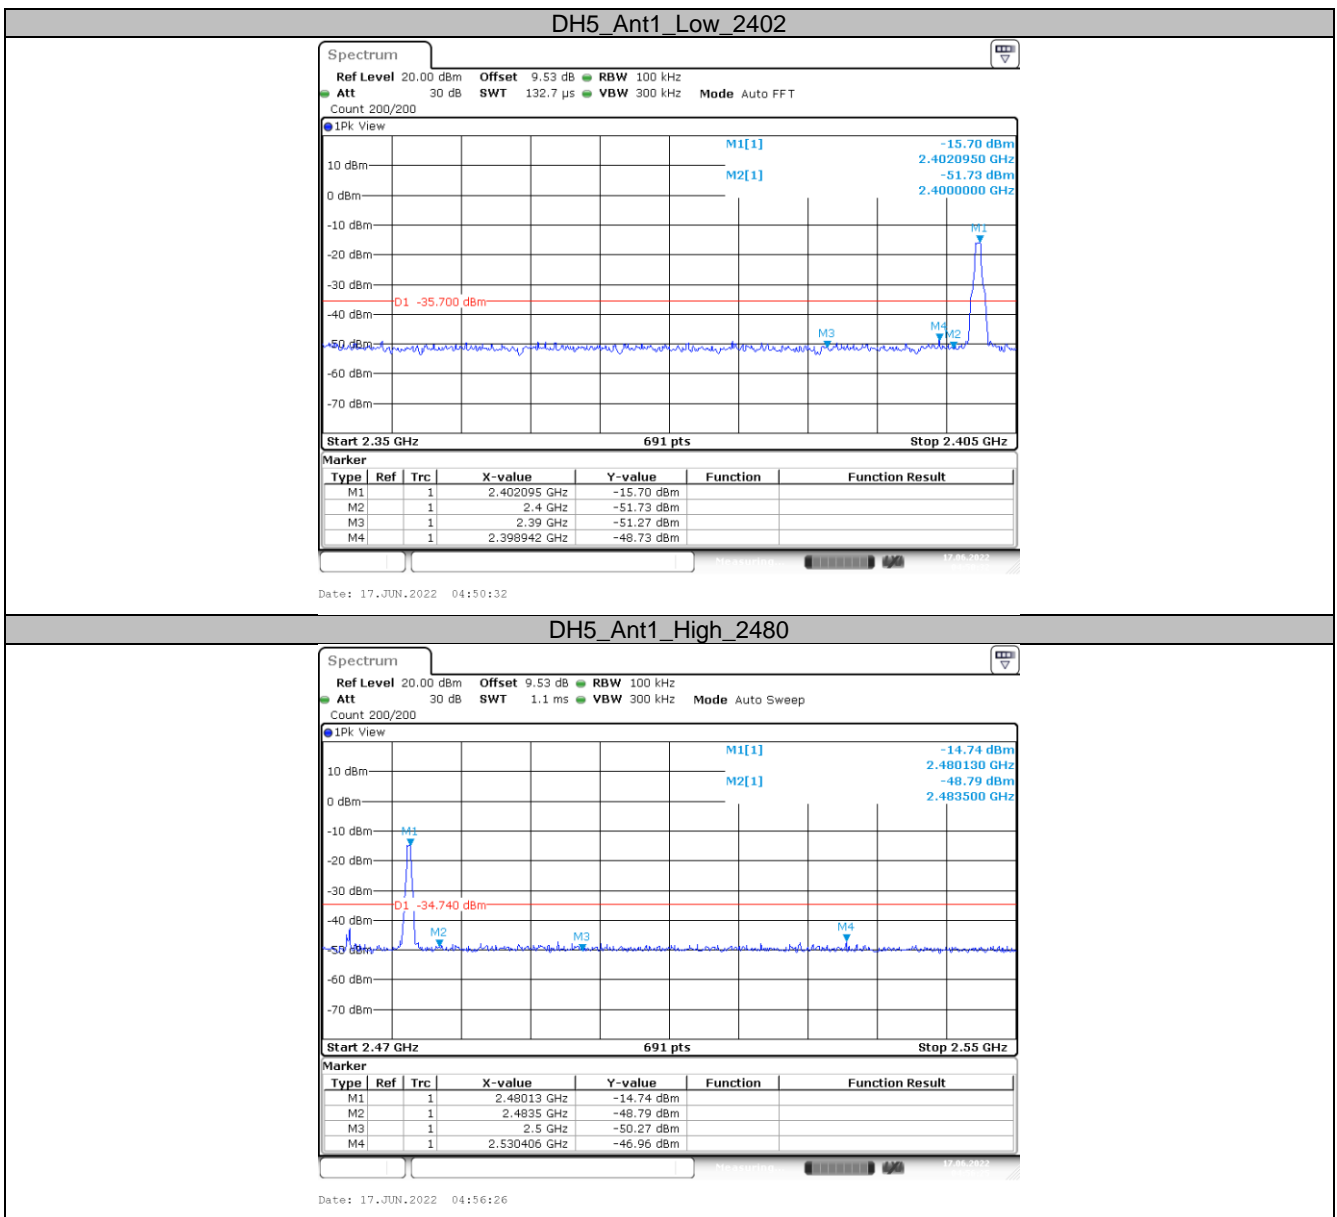 DH5_Ant1_Low_2402
Spectrum
Ref Level 20.00 dBm Offset 9.53 dB RBW 100 kHz
Att 30 dB SWT 132.7 µs VBW 300 kHz Mode Auto FFT
Count 200/200
1Pk View
M1[1] -15.70 dBm
2.4020950 GHz
M2[1] -51.73 dBm
2.4000000 GHz
10 dBm
0 dBm
-10 dBm
M1
-20 dBm
-30 dBm
D1 -35.700 dBm
-40 dBm
M3 M4 M2
-50 dBm
-60 dBm
-70 dBm
Start 2.35 GHz 691 pts Stop 2.405 GHz
Marker
Type Ref Trc X-value Y-value Function Function Result
M1 1 2.402095 GHz -15.70 dBm
M2 1 2.4 GHz -51.73 dBm
M3 1 2.39 GHz -51.27 dBm
M4 1 2.398942 GHz -48.73 dBm
Measuring... 17.06.2022
Date: 17.JUN.2022 04:50:32
DH5_Ant1_High_2480
Spectrum
Ref Level 20.00 dBm Offset 9.53 dB RBW 100 kHz
Att 30 dB SWT 1.1 ms VBW 300 kHz Mode Auto Sweep
Count 200/200
1Pk View
M1[1] -14.74 dBm
2.480130 GHz
M2[1] -48.79 dBm
2.483500 GHz
10 dBm
0 dBm
-10 dBm
M1
-20 dBm
-30 dBm
D1 -34.740 dBm
-40 dBm
M2 M3 M4
-50 dBm
-60 dBm
-70 dBm
Start 2.47 GHz 691 pts Stop 2.55 GHz
Marker
Type Ref Trc X-value Y-value Function Function Result
M1 1 2.48013 GHz -14.74 dBm
M2 1 2.4835 GHz -48.79 dBm
M3 1 2.5 GHz -50.27 dBm
M4 1 2.530406 GHz -46.96 dBm
Measuring... 17.06.2022
Date: 17.JUN.2022 04:56:26